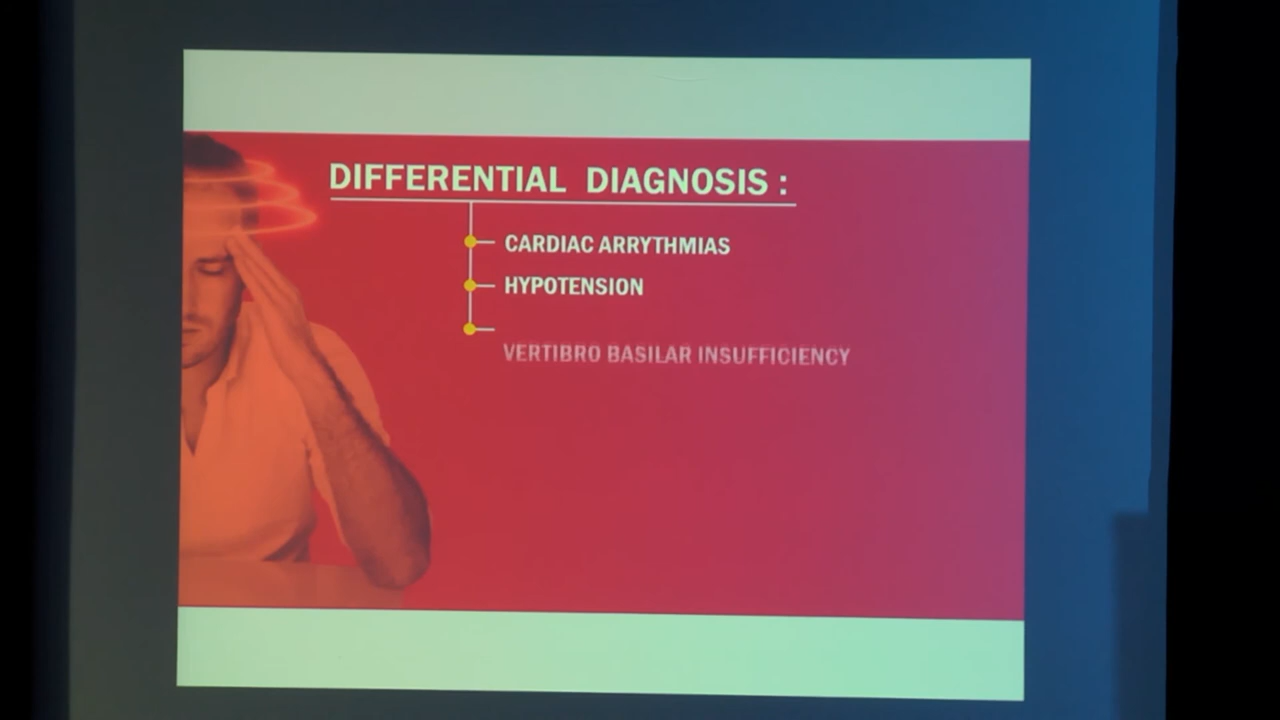 DIFFERENTIAL DIAGNOSIS :
CARDIAC ARRYTHMIAS
HYPOTENSION
VERTIBRO BASILAR INSUFFICIENCY